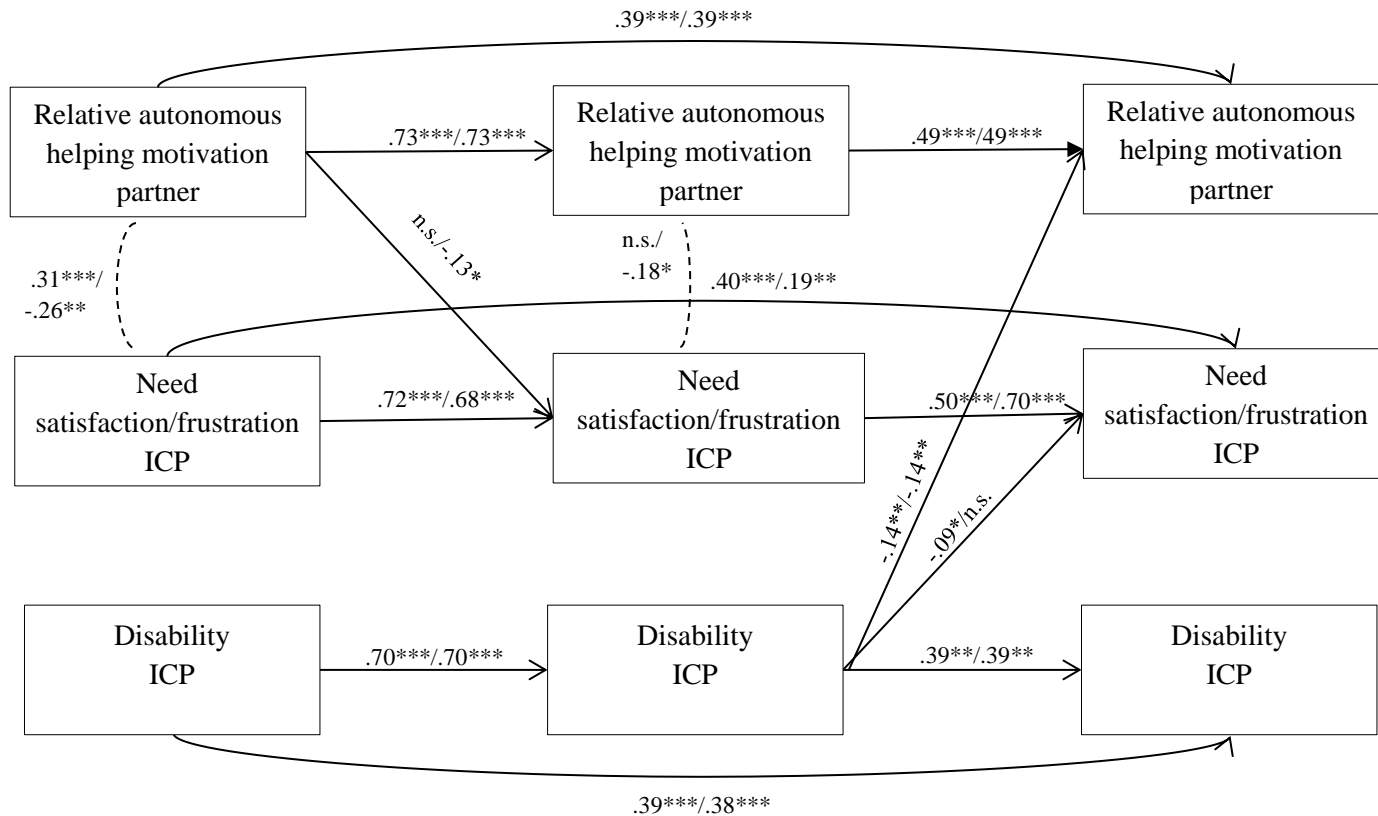 .39***/.39***
Relative autonomous
helping motivation
partner
.73***/.73***
Relative autonomous
helping motivation
partner
.49***/49***
Relative autonomous
helping motivation
partner
n.s./-.13*
n.s./
-.18*
.31***/
-.26**
.40***/.19**
Need
satisfaction/frustration
ICP
.72***/.68***
Need
satisfaction/frustration
ICP
.50***/.70***
Need
satisfaction/frustration
ICP
-.14**/-.14**
-.09*/n.s.
Disability
ICP
.70***/.70***
Disability
ICP
.39**/.39**
Disability
ICP
.39***/.38***